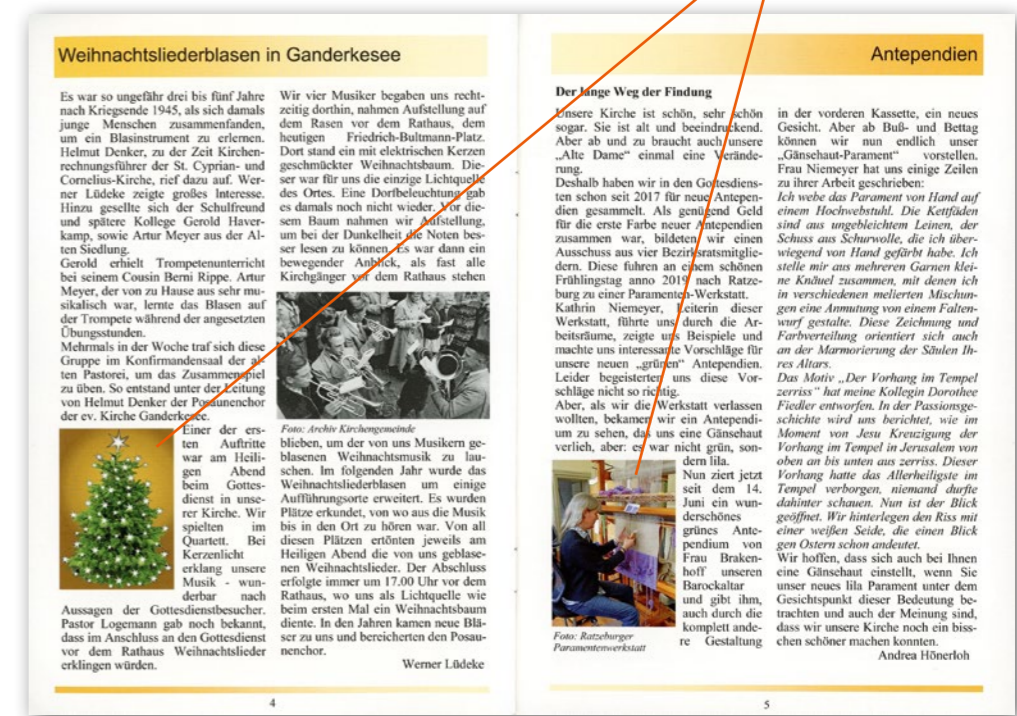 Weihnachtsliederblasen in Ganderkesee
Es war so ungefähr drei bis fünf Jahre
nach Kriegsende 1945, als sich damals
junge Menschen zusammenfanden,
um ein Blasinstrument zu erlernen.
Helmut Denker, zu der Zeit Kirchen-
rechnungsführer der St. Cyprian- und
Cornelius-Kirche, rief dazu auf. Wer-
ner Lüdeke zeigte großes Interesse.
Hinzu gesellte sich der Schulfreund
und spätere Kollege Gerold Haver-
kamp, sowie Artur Meyer aus der Al-
ten Siedlung.
Gerold erhielt Trompetenunterricht
bei seinem Cousin Berni Rippe. Artur
Meyer, der von zu Hause aus sehr mu-
sikalisch war, lernte das Blasen auf
der Trompete während der angesetzten
Übungsstunden.
Mehrmals in der Woche traf sich diese
Gruppe im Konfirmandensaal der al-
ten Pastorei, um das Zusammenspiel
zu üben. So entstand unter der Leitung
von Helmut Denker der Posaunenchor
der ev. Kirche Ganderkesee.
Einer der ers-
ten Auftritte
war am Heili-
gen Abend
beim Gottes-
dienst in unse-
rer Kirche. Wir
spielten im
Quartett. Bei
Kerzenlicht
erklang unsere
Musik - wun-
derbar nach
Aussagen der Gottesdienstbesucher.
Pastor Logemann gab noch bekannt,
dass im Anschluss an den Gottesdienst
vor dem Rathaus Weihnachtslieder
erklingen würden.
Wir vier Musiker begaben uns recht-
zeitig dorthin, nahmen Aufstellung auf
dem Rasen vor dem Rathaus, dem
heutigen Friedrich-Bultmann-Platz.
Dort stand ein mit elektrischen Kerzen
geschmückter Weihnachtsbaum. Die-
ser war für uns die einzige Lichtquelle
des Ortes. Eine Dorfbeleuchtung gab
es damals noch nicht wieder. Vor die-
sem Baum nahmen wir Aufstellung,
um bei der Dunkelheit die Noten bes-
ser lesen zu können. Es war dann ein
bewegender Anblick, als fast alle
Kirchgänger vor dem Rathaus stehen
Foto: Archiv Kirchengemeinde
blieben, um der von uns Musikern ge-
blasenen Weihnachtsmusik zu lau-
schen. Im folgenden Jahr wurde das
Weihnachtsliederblasen um einige
Aufführungsorte erweitert. Es wurden
Plätze erkundet, von wo aus die Musik
bis in den Ort zu hören war. Von all
diesen Plätzen ertönten jeweils am
Heiligen Abend die von uns geblase-
nen Weihnachtslieder. Der Abschluss
erfolgte immer um 17.00 Uhr vor dem
Rathaus, wo uns als Lichtquelle wie
beim ersten Mal ein Weihnachtsbaum
diente. In den Jahren kamen neue Blä-
ser zu uns und bereicherten den Posau-
nenchor.
Werner Lüdeke
4
Antependien
Der lange Weg der Findung
Unsere Kirche ist schön, sehr schön
sogar. Sie ist alt und beeindruckend.
Aber ab und zu braucht auch unsere
„Alte Dame“ einmal eine Verände-
rung.
Deshalb haben wir in den Gottesdiens-
ten schon seit 2017 für neue Antepen-
dien gesammelt. Als genügend Geld
für die erste Farbe neuer Antependien
zusammen war, bildeten wir einen
Ausschuss aus vier Bezirksratsmitglie-
dern. Diese fuhren an einem schönen
Frühlingstag anno 2019 nach Ratze-
burg zu einer Paramenten-Werkstatt.
Kathrin Niemeyer, Leiterin dieser
Werkstatt, führte uns durch die Ar-
beitsräume, zeigte uns Beispiele und
machte uns interessante Vorschläge für
unsere neuen „grünen“ Antependien.
Leider begeisterten uns diese Vor-
schläge nicht so richtig.
Aber, als wir die Werkstatt verlassen
wollten, bekamen wir ein Antependi-
um zu sehen, das uns eine Gänsehaut
verlieh, aber: es war nicht grün, son-
dern lila.
Nun ziert jetzt
seit dem 14.
Juni ein wun-
derschönes
grünes Ante-
pendium von
Frau Braken-
hoff unseren
Barockaltar
und gibt ihm,
auch durch die
komplett ande-
re Gestaltung
Foto: Ratzeburger
Paramentenwerkstatt
in der vorderen Kassette, ein neues
Gesicht. Aber ab Buß- und Bettag
können wir nun endlich unser
„Gänsehaut-Parament“ vorstellen.
Frau Niemeyer hat uns einige Zeilen
zu ihrer Arbeit geschrieben:
Ich webe das Parament von Hand auf
einem Hochwebstuhl. Die Kettfäden
sind aus ungebleichtem Leinen, der
Schuss aus Schurwolle, die ich über-
wiegend von Hand gefärbt habe. Ich
stelle mir aus mehreren Garnen klei-
ne Knäuel zusammen, mit denen ich
in verschiedenen melierten Mischun-
gen eine Anmutung von einem Falten-
wurf gestalte. Diese Zeichnung und
Farbverteilung orientiert sich auch
an der Marmorierung der Säulen Ih-
res Altars.
Das Motiv „Der Vorhang im Tempel
zerriss“ hat meine Kollegin Dorothee
Fiedler entworfen. In der Passionsge-
schichte wird uns berichtet, wie im
Moment von Jesu Kreuzigung der
Vorhang im Tempel in Jerusalem von
oben an bis unten aus zerriss. Dieser
Vorhang hatte das Allerheiligste im
Tempel verborgen, niemand durfte
dahinter schauen. Nun ist der Blick
geöffnet. Wir hinterlegen den Riss mit
einer weißen Seide, die einen Blick
gen Ostern schon andeutet.
Wir hoffen, dass sich auch bei Ihnen
eine Gänsehaut einstellt, wenn Sie
unser neues lila Parament unter dem
Gesichtspunkt dieser Bedeutung be-
trachten und auch der Meinung sind,
dass wir unsere Kirche noch ein biss-
chen schöner machen konnten.
Andrea Hönerloh
5